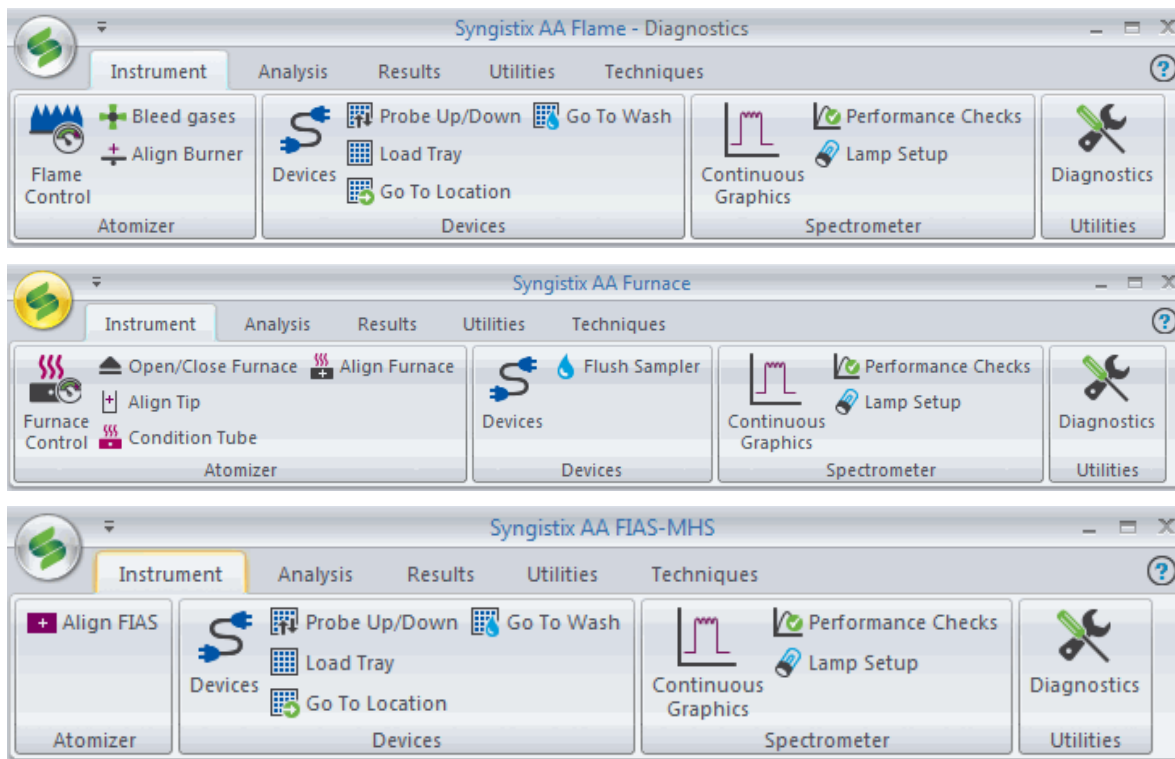 Syngistix AA Flame - Diagnostics
Instrument Analysis Results Utilities Techniques
Flame Control
Bleed gases
Align Burner
Atomizer
Devices
Probe Up/Down Go To Wash
Load Tray
Go To Location
Devices
Continuous Graphics
Performance Checks
Lamp Setup
Spectrometer
Diagnostics
Utilities
Syngistix AA Furnace
Instrument Analysis Results Utilities Techniques
Furnace Control
Open/Close Furnace Align Furnace
Align Tip
Condition Tube
Atomizer
Devices
Flush Sampler
Devices
Continuous Graphics
Performance Checks
Lamp Setup
Spectrometer
Diagnostics
Utilities
Syngistix AA FIAS-MHS
Instrument Analysis Results Utilities Techniques
Align FIAS
Atomizer
Devices
Probe Up/Down Go To Wash
Load Tray
Go To Location
Devices
Continuous Graphics
Performance Checks
Lamp Setup
Spectrometer
Diagnostics
Utilities